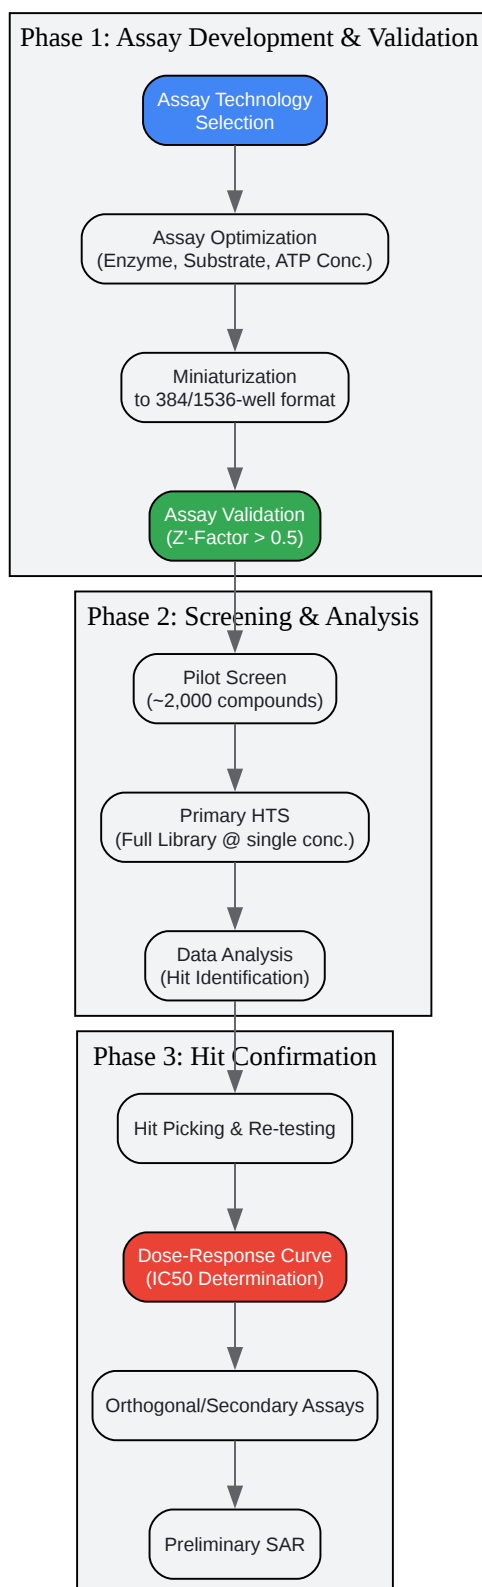 Phase 1: Assay Development & Validation
Assay Technology
Selection
Assay Optimization
(Enzyme, Substrate, ATP Conc.)
Miniaturization
to 384/1536-well format
Assay Validation
(Z'-Factor > 0.5)
Phase 2: Screening & Analysis
Pilot Screen
(~2,000 compounds)
Primary HTS
(Full Library @ single conc.)
Data Analysis
(Hit Identification)
Phase 3: Hit Confirmation
Hit Picking & Re-testing
Dose-Response Curve
(IC50 Determination)
Orthogonal/Secondary Assays
Preliminary SAR